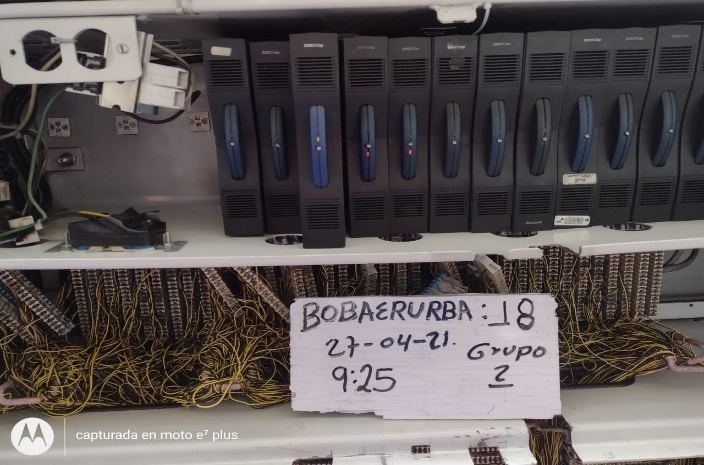 BOBAERURBA: 18
27-04-21.
Grupo
2
9:25
capturada en moto e⁷ plus